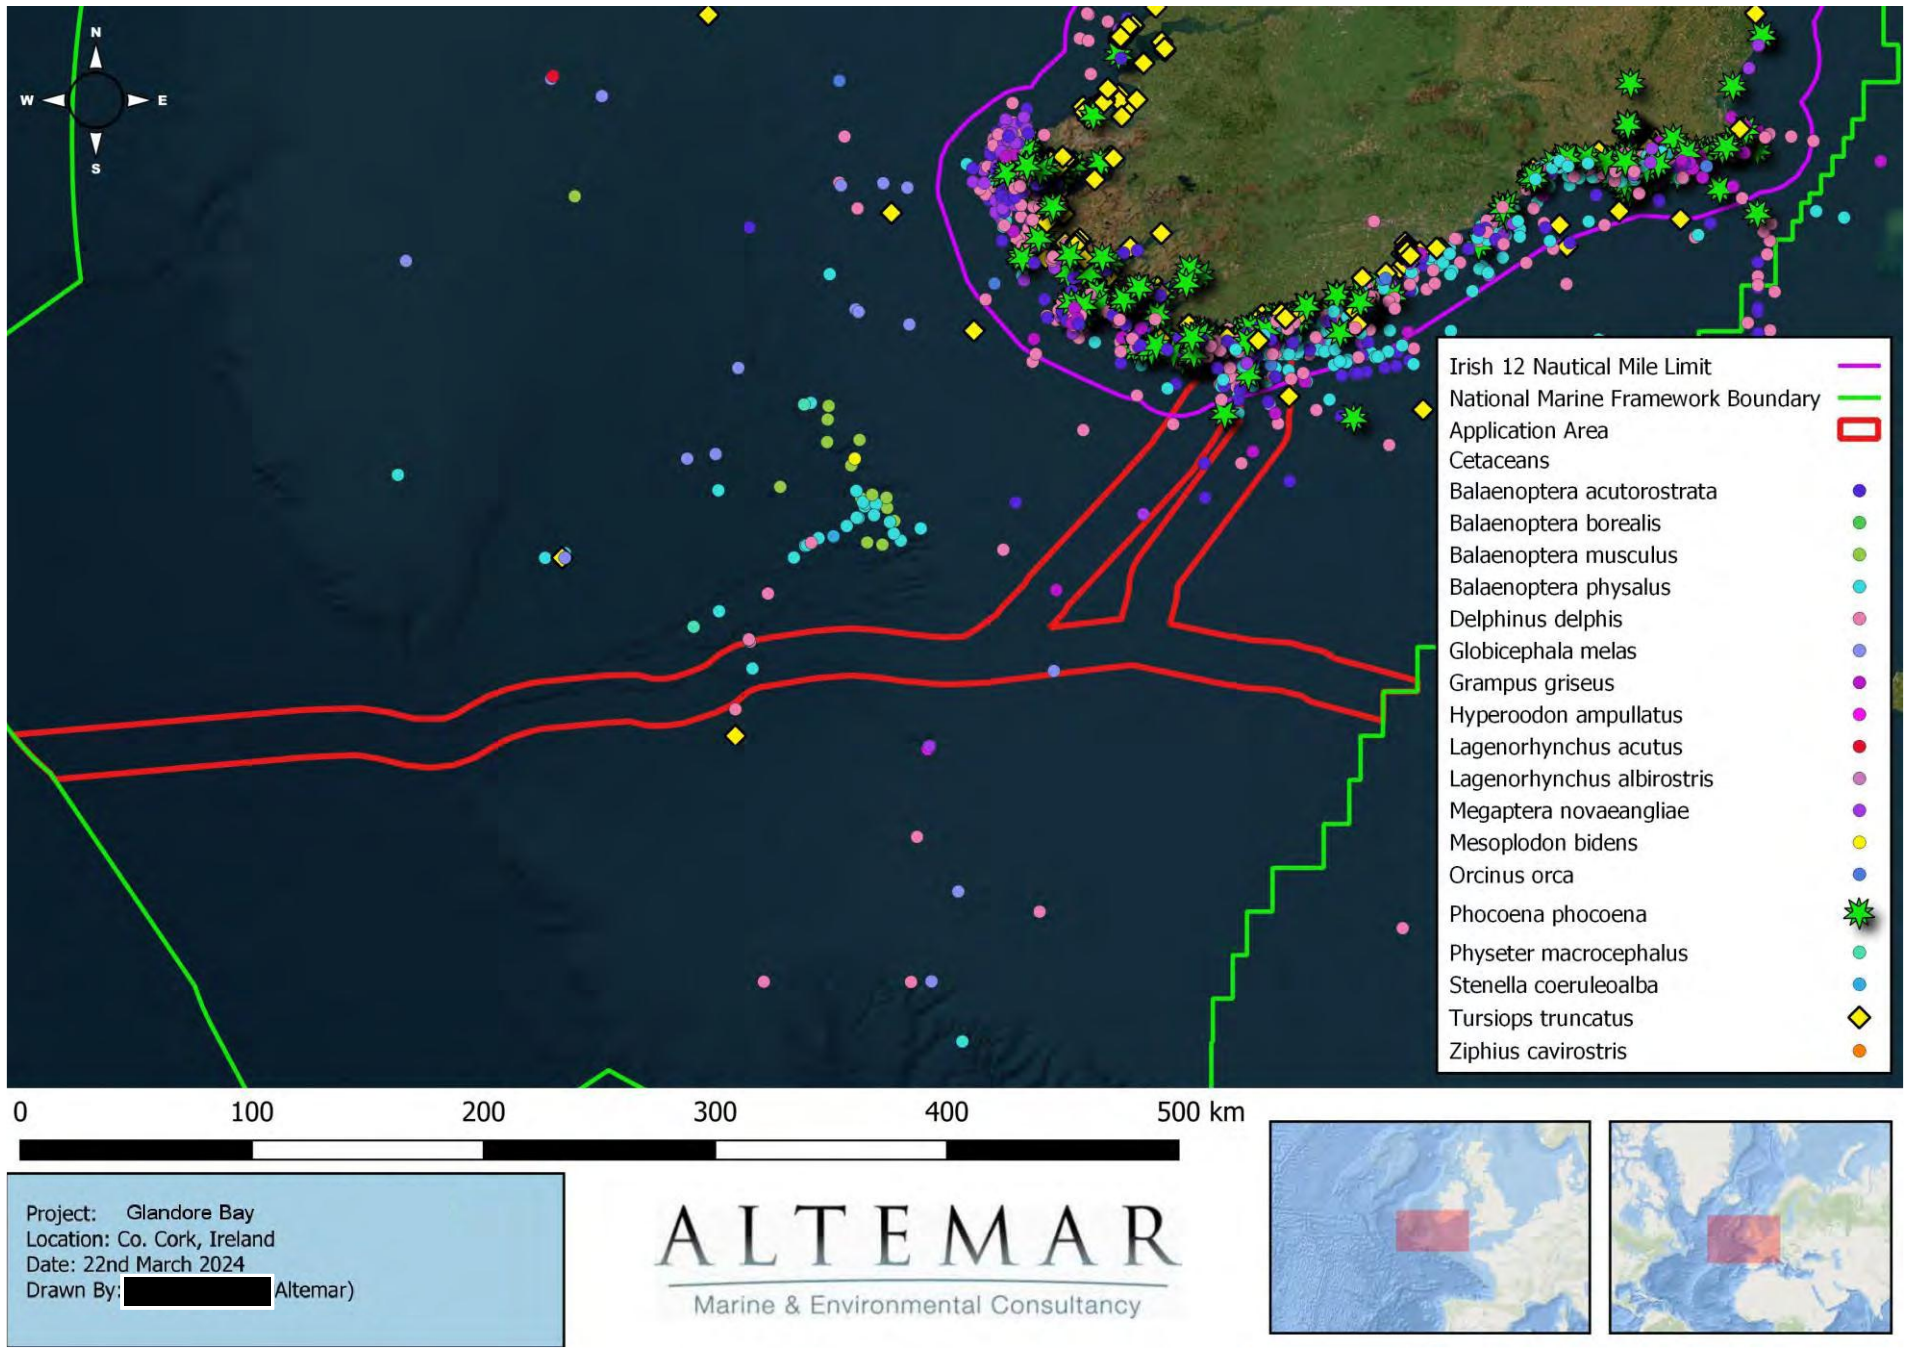 N
W E
S
Irish 12 Nautical Mile Limit
National Marine Framework Boundary
Application Area
Cetaceans
Balaenoptera acutorostrata
Balaenoptera borealis
Balaenoptera musculus
Balaenoptera physalus
Delphinus delphis
Globicephala melas
Grampus griseus
Hyperoodon ampullatus
Lagenorhynchus acutus
Lagenorhynchus albirostris
Megaptera novaeangliae
Mesoplodon bidens
Orcinus orca
Phocoena phocoena
Physeter macrocephalus
Stenella coeruleoalba
Tursiops truncatus
Ziphius cavirostris
0 100 200 300 400 500 km
Project: Glandore Bay
Location: Co. Cork, Ireland
Date: 22nd March 2024
Drawn By: Altemar)
ALTEMAR
Marine & Environmental Consultancy